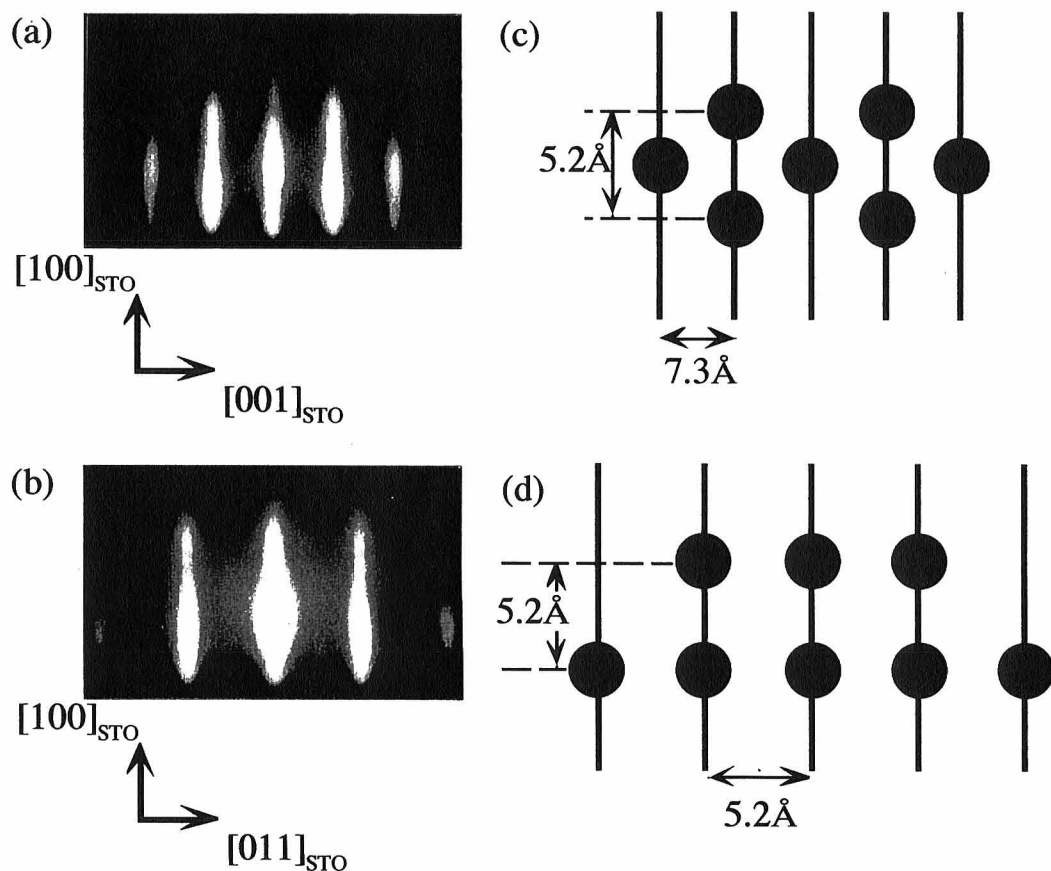 (a)
[100]STO
[001]STO
(b)
[100]STO
[011]STO
(c)
5.2Å
7.3Å
(d)
5.2Å
5.2Å